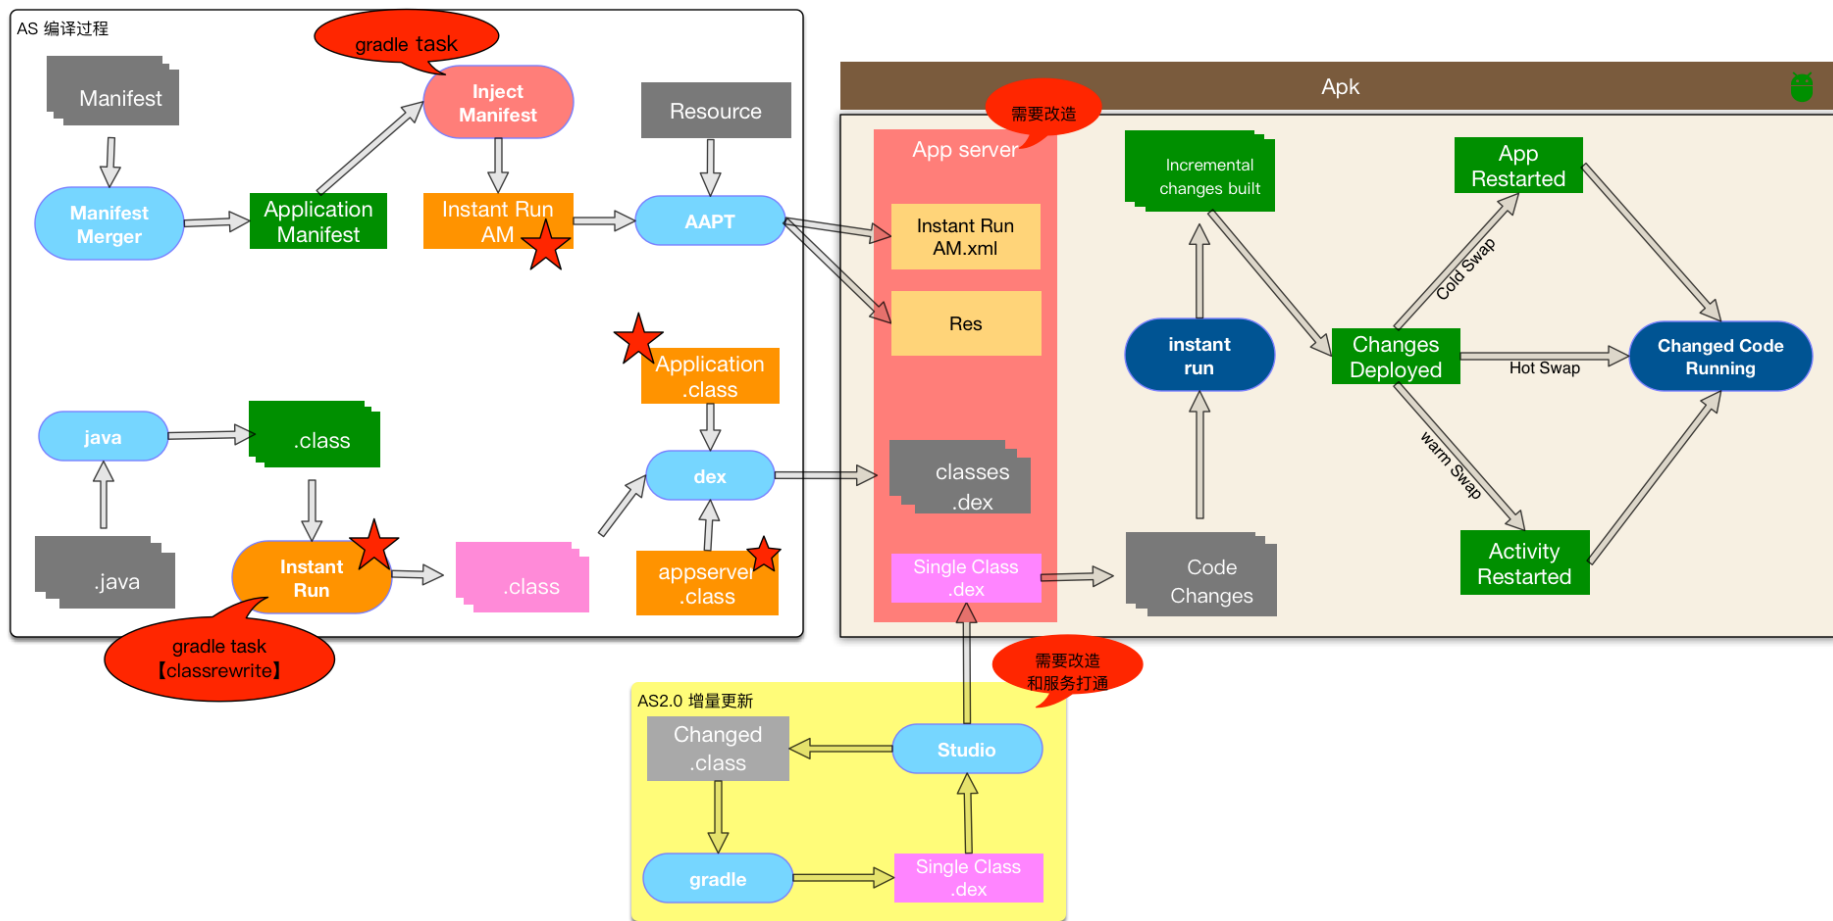 AS 编译过程
gradle task
Manifest
Inject
Manifest
Resource
Manifest
Merger
Application
Manifest
Instant Run
AM
AAPT
Application
.class
java
.class
dex
.java
Instant
Run
.class
appserver
.class
gradle task
【classrewrite】
Apk
需要改造
App server
Instant Run
AM.xml
Res
classes
.dex
Single Class
.dex
Incremental
changes built
instant
run
Code
Changes
App
Restarted
Cold Swap
Changes
Deployed
Hot Swap
Changed Code
Running
warm Swap
Activity
Restarted
需要改造
和服务打通
AS2.0 增量更新
Changed
.class
Studio
gradle
Single Class
.dex